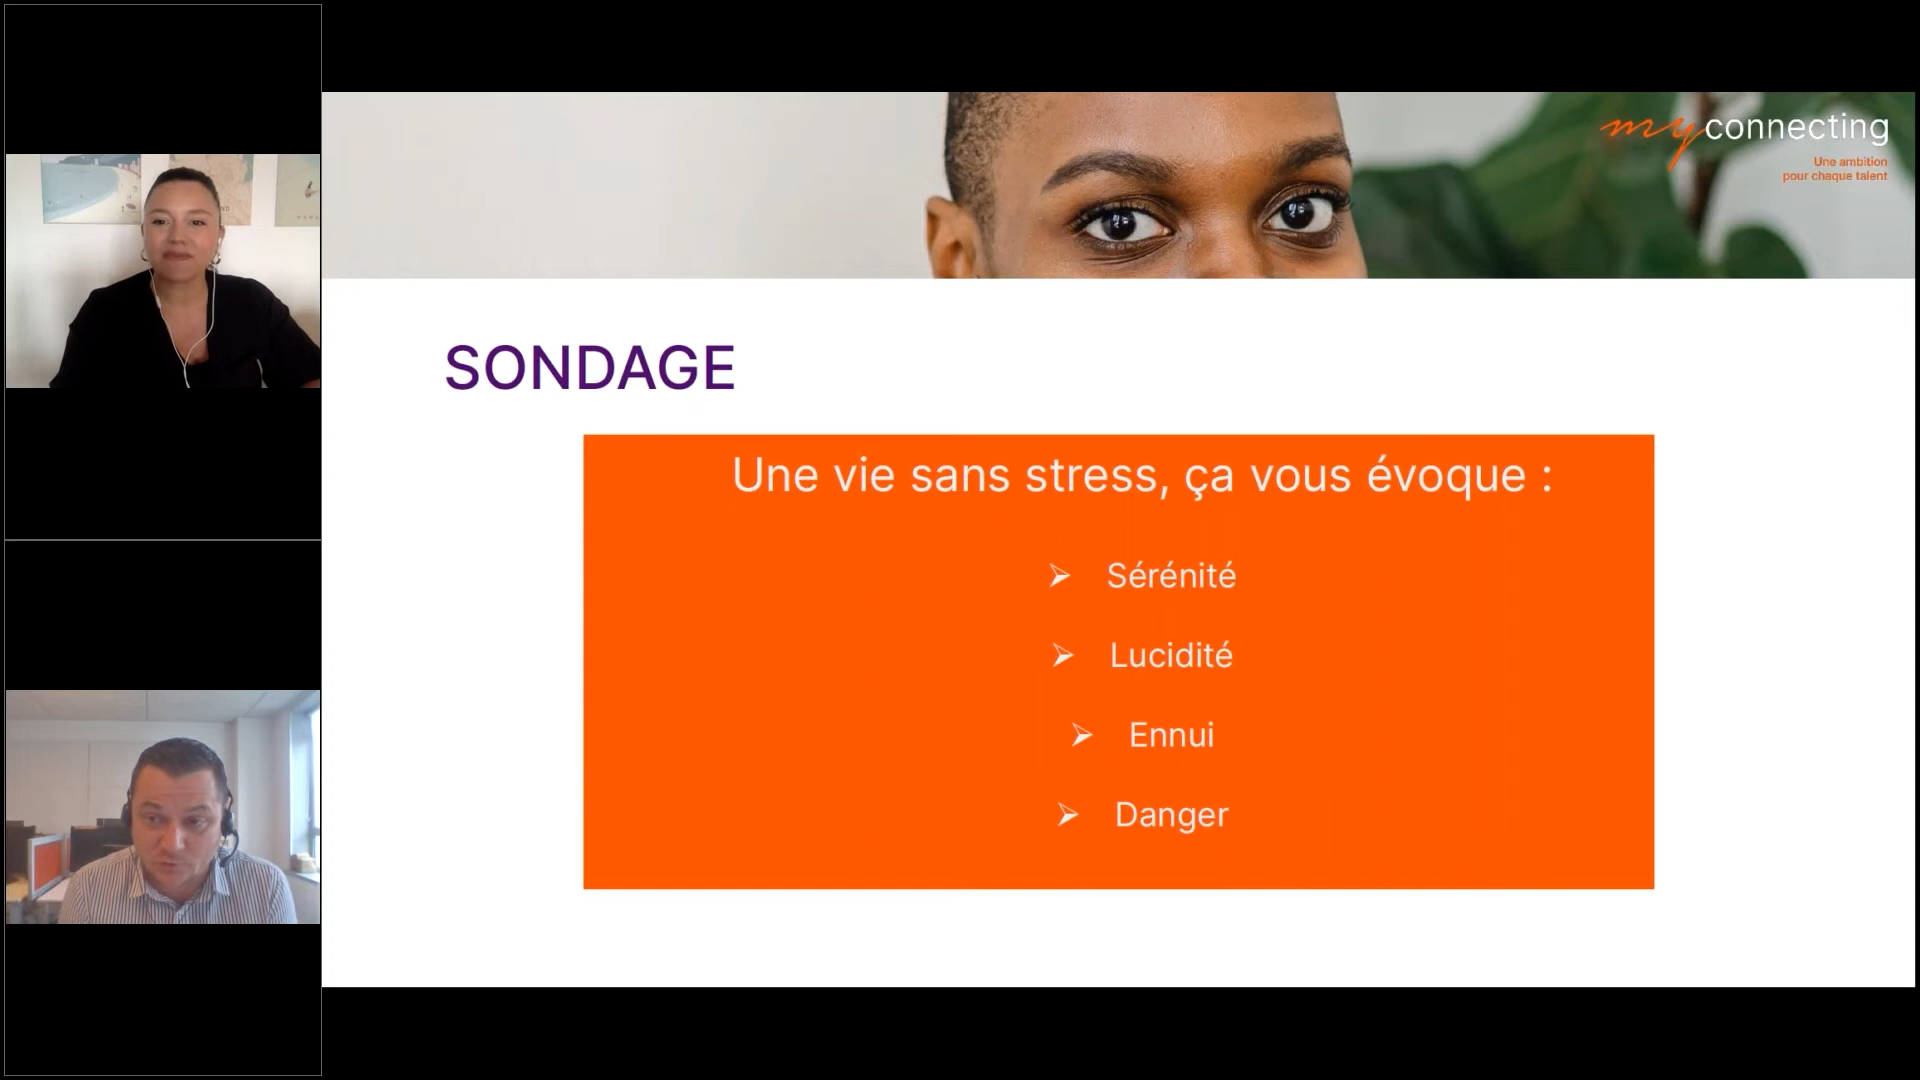 myconnecting
Une ambition
pour chaque talent
SONDAGE
Une vie sans stress, ça vous évoque :
➢ Sérénité
➢ Lucidité
➢ Ennui
➢ Danger